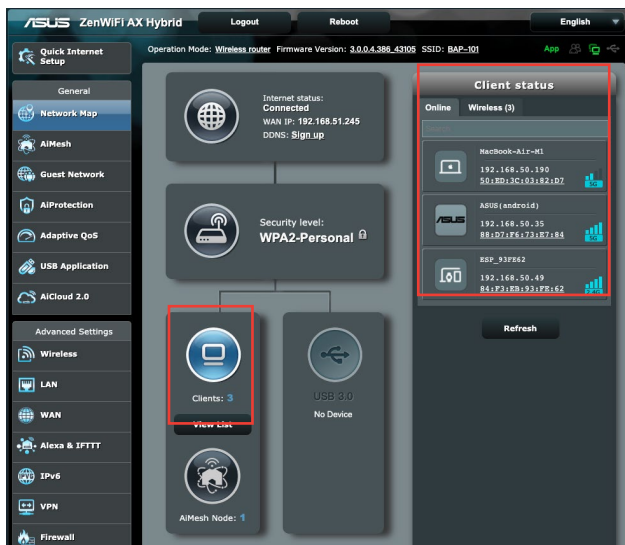 ASUS ZenWiFi AX Hybrid
Logout
Reboot
English
Quick Internet Setup
Operation Mode: Wireless router Firmware Version: 3.0.0.4.386_43105 SSID: BAP-101
App
General
Network Map
AiMesh
Guest Network
AiProtection
Adaptive QoS
USB Application
AiCloud 2.0
Advanced Settings
Wireless
LAN
WAN
Alexa & IFTTT
IPv6
VPN
Firewall
Internet status:
Connected
WAN IP: 192.168.51.245
DDNS: Sign up
Security level:
WPA2-Personal
Clients: 3
View List
USB 3.0
No Device
AiMesh Node: 1
Client status
Online
Wireless (3)
MacBook-Air-M1
192.168.50.190
50:ED:3C:03:82:D7
5G
ASUS
ASUS(android)
192.168.50.35
88:D7:F6:73:E7:84
5G
ESP_93FE62
192.168.50.49
84:F3:EB:93:FE:62
2.4G
Refresh